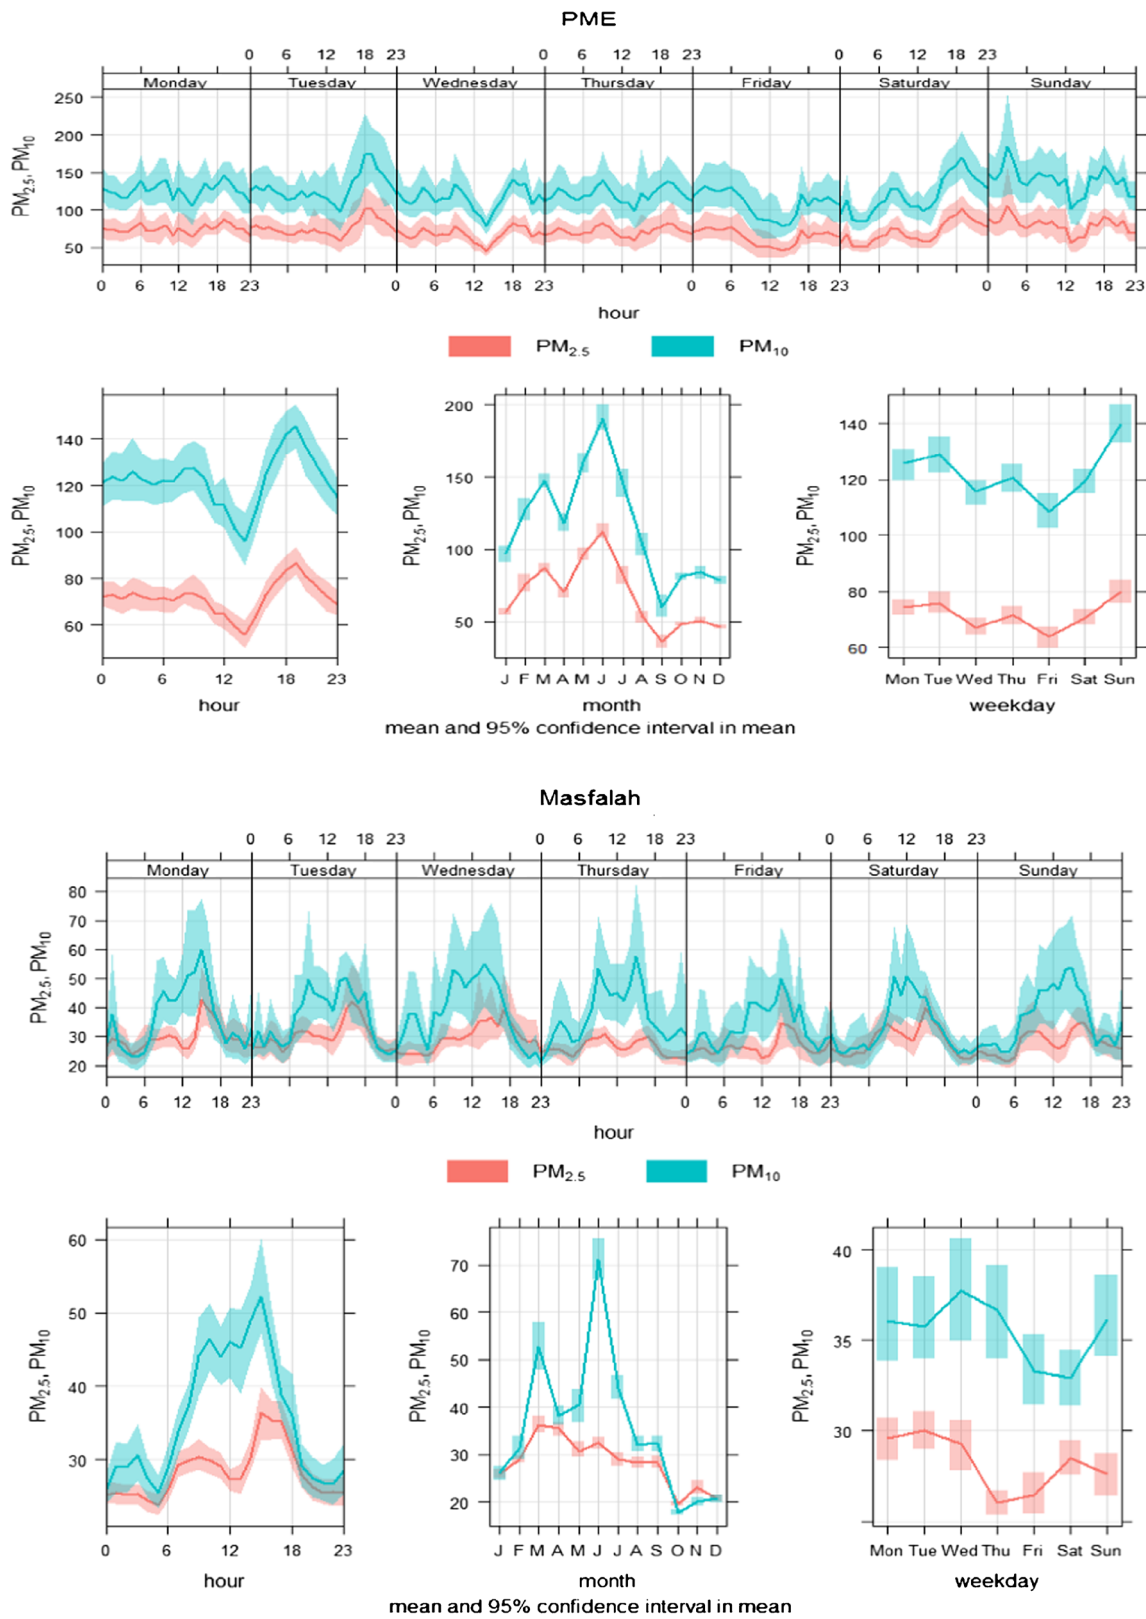 PME
0 6 12 18 23 0 6 12 18 23 0 6 12 18 23
Monday Tuesday Wednesday Thursday Friday Saturday Sunday
250
200
150
100
50
PM2.5, PM10
0 6 12 18 23 0 6 12 18 23 0 6 12 18 23 0 6 12 18 23
hour
PM2.5 PM10
140
120
100
80
60
PM2.5, PM10
0 6 12 18 23
hour
200
150
100
50
PM2.5, PM10
J F M A M J J A S O N D
month
140
120
100
80
60
PM2.5, PM10
Mon Tue Wed Thu Fri Sat Sun
weekday
mean and 95% confidence interval in mean
Masfalah
0 6 12 18 23 0 6 12 18 23 0 6 12 18 23
Monday Tuesday Wednesday Thursday Friday Saturday Sunday
80
70
60
50
40
30
20
PM2.5, PM10
0 6 12 18 23 0 6 12 18 23 0 6 12 18 23 0 6 12 18 23
hour
PM2.5 PM10
60
50
40
30
PM2.5, PM10
0 6 12 18 23
hour
70
60
50
40
30
20
PM2.5, PM10
J F M A M J J A S O N D
month
40
35
30
PM2.5, PM10
Mon Tue Wed Thu Fri Sat Sun
weekday
mean and 95% confidence interval in mean